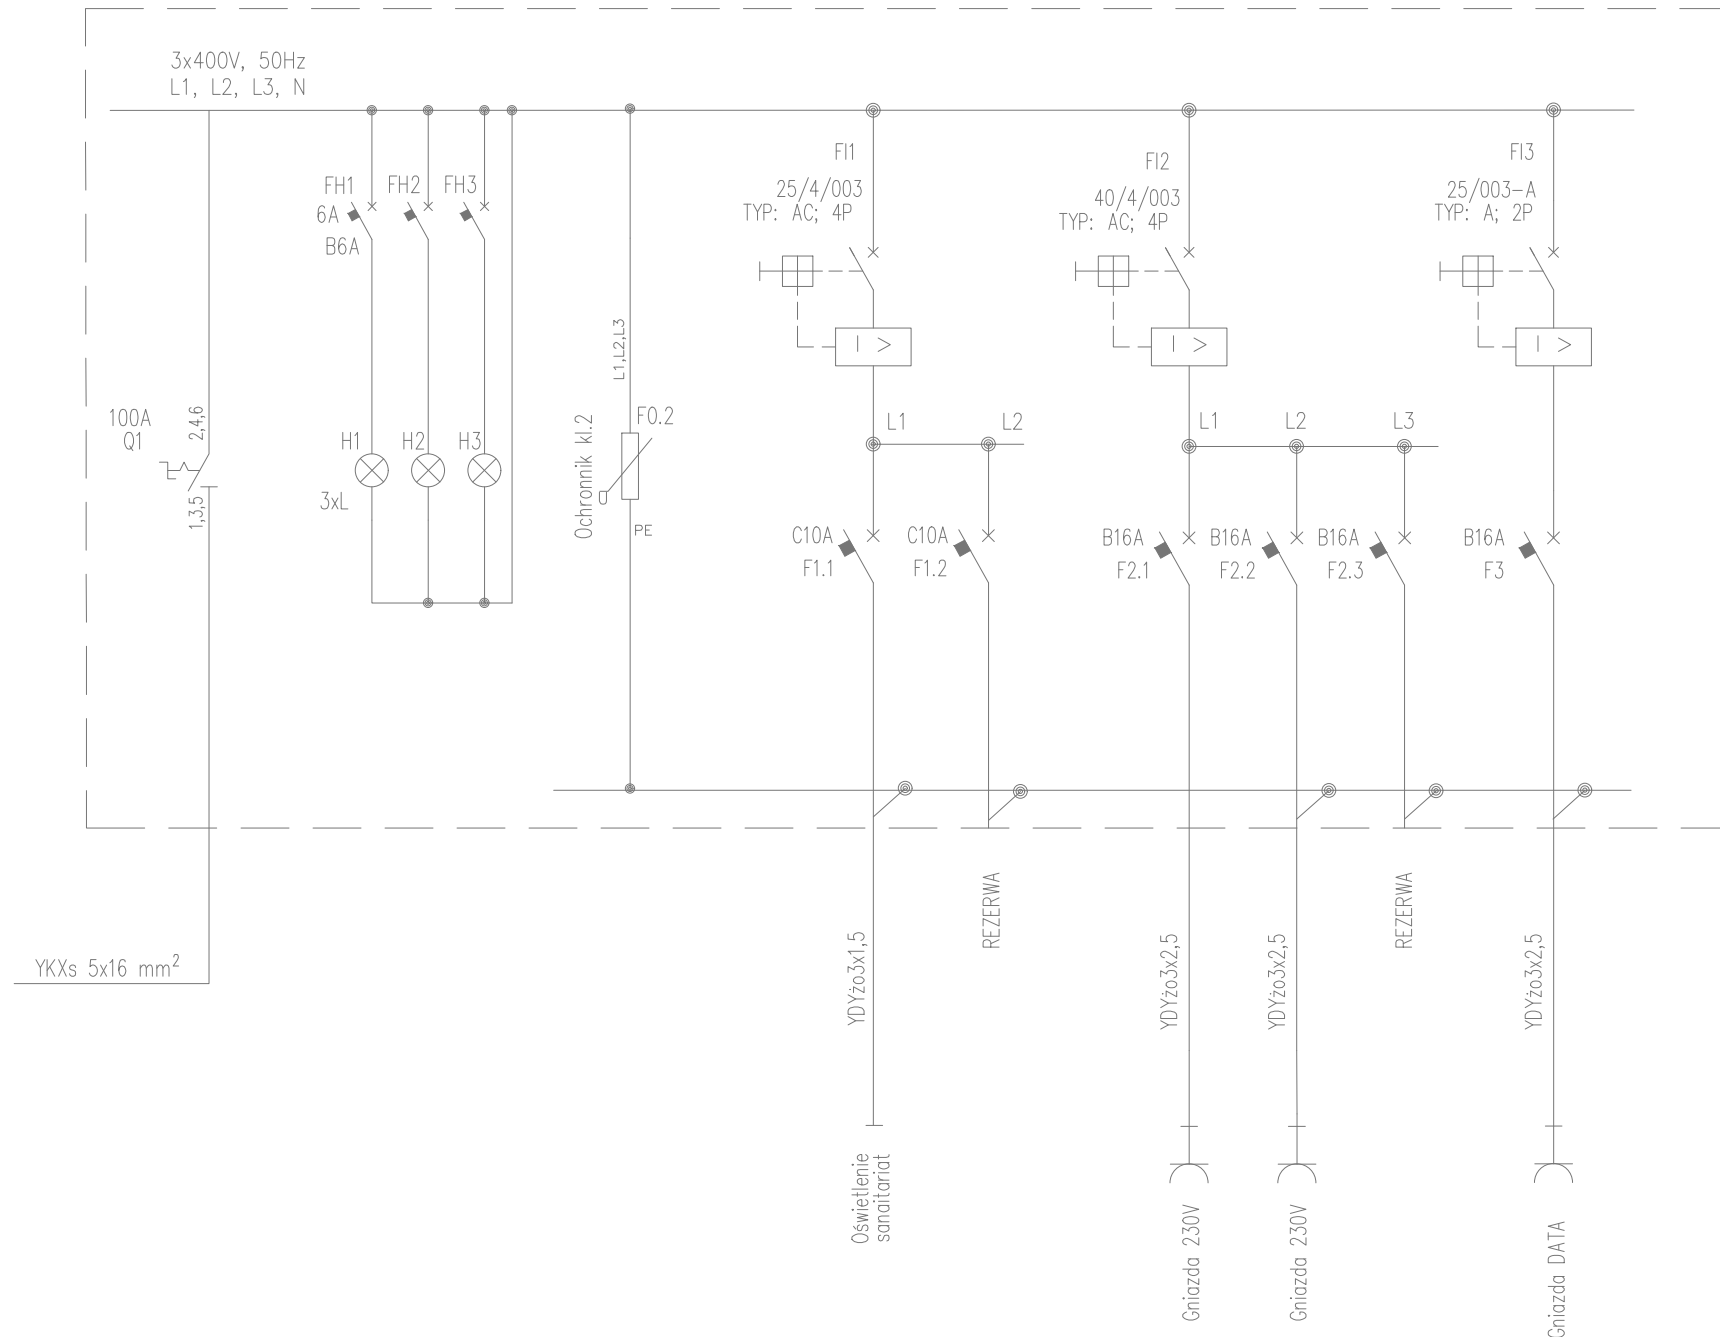 3x400V, 50Hz
L1, L2, L3, N
FI1
25/4/003
TYP: AC; 4P
FI2
40/4/003
TYP: AC; 4P
FI3
25/003-A
TYP: A; 2P
FH1
FH2
FH3
6A
B6A
L1,L2,L3
100A
Q1
2,4,6
1,3,5
H1
H2
H3
3xL
Ochronnik kl.2
F0.2
PE
L1
L2
L1
L2
L3
C10A
F1.1
C10A
F1.2
B16A
F2.1
B16A
F2.2
B16A
F2.3
B16A
F3
YKXs 5x16 mm²
YDYżo3x1,5
REZERWA
YDYżo3x2,5
YDYżo3x2,5
REZERWA
YDYżo3x2,5
Oświetlenie
sanaitariat
Gniazda 230V
Gniazda 230V
Gniazda DATA